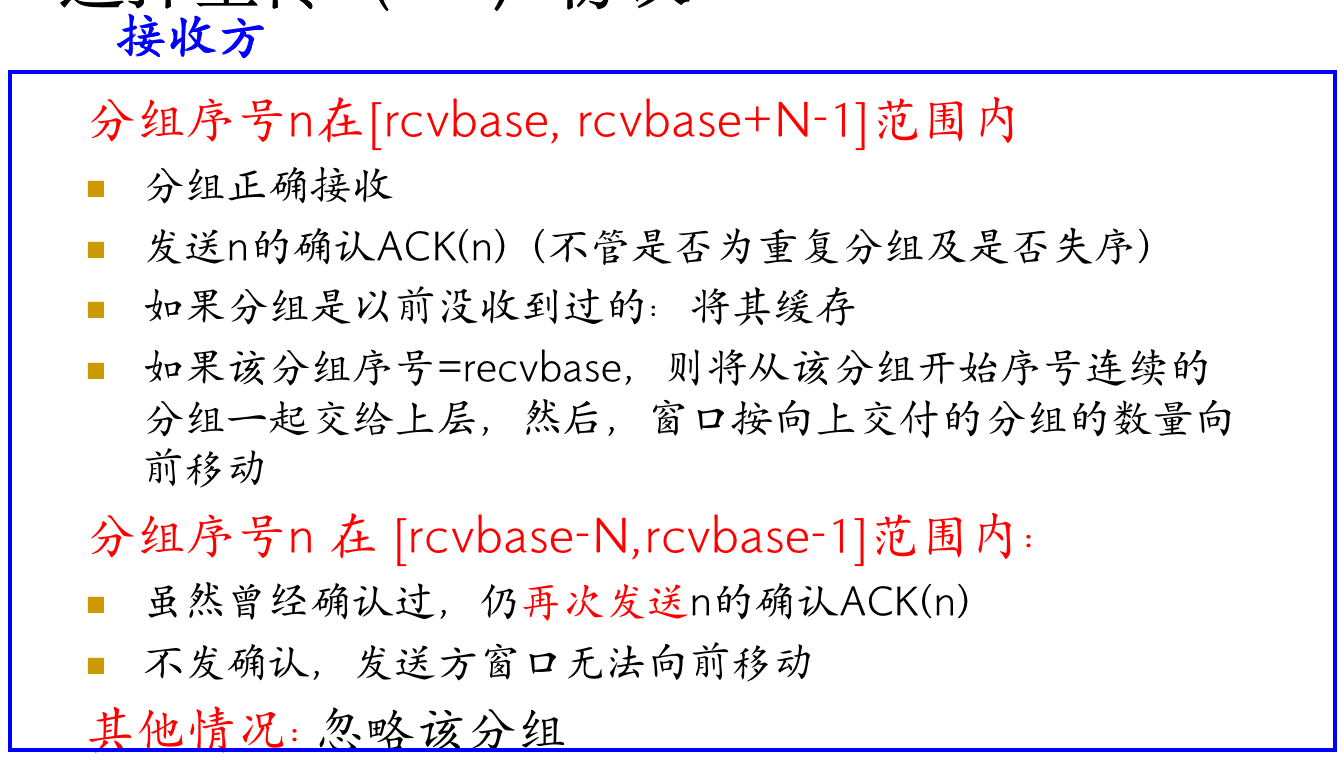 接收方
分组序号n在[rcvbase, rcvbase+N-1]范围内
分组正确接收
发送n的确认ACK(n)（不管是否为重复分组及是否失序）
如果分组是以前没收到过的：将其缓存
如果该分组序号=recvbase，则将从该分组开始序号连续的
分组一起交给上层，然后，窗口按向上交付的分组的数量向
前移动
分组序号n 在 [rcvbase-N,rcvbase-1]范围内：
虽然曾经确认过，仍再次发送n的确认ACK(n)
不发确认，发送方窗口无法向前移动
其他情况：忽略该分组